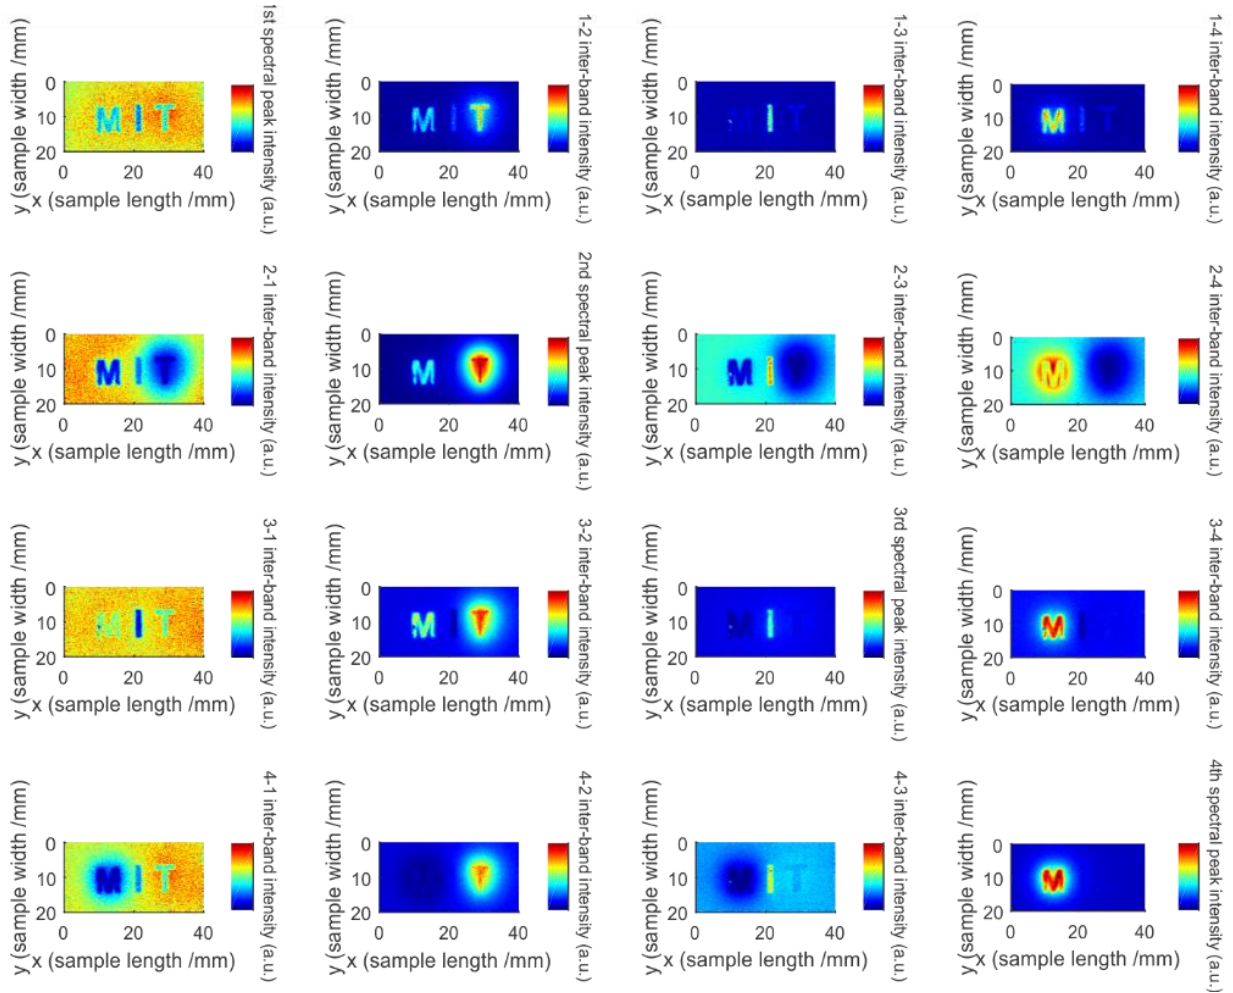 y (sample width / mm)
0
10
20
M I T
0 20 40
x (sample length /mm)
1st spectral peak intensity (a.u.)
y (sample width / mm)
0
10
20
M I T
0 20 40
x (sample length /mm)
1-2 inter-band intensity (a.u.)
y (sample width / mm)
0
10
20
M I T
0 20 40
x (sample length /mm)
1-3 inter-band intensity (a.u.)
y (sample width / mm)
0
10
20
M I T
0 20 40
x (sample length /mm)
1-4 inter-band intensity (a.u.)
y (sample width / mm)
0
10
20
M I T
0 20 40
x (sample length /mm)
2-1 inter-band intensity (a.u.)
y (sample width / mm)
0
10
20
M T
0 20 40
x (sample length /mm)
2nd spectral peak intensity (a.u.)
y (sample width / mm)
0
10
20
M I T
0 20 40
x (sample length /mm)
2-3 inter-band intensity (a.u.)
y (sample width / mm)
0
10
20
M
0 20 40
x (sample length /mm)
2-4 inter-band intensity (a.u.)
y (sample width / mm)
0
10
20
M I T
0 20 40
x (sample length /mm)
3-1 inter-band intensity (a.u.)
y (sample width / mm)
0
10
20
M I T
0 20 40
x (sample length /mm)
3-2 inter-band intensity (a.u.)
y (sample width / mm)
0
10
20
M I T
0 20 40
x (sample length /mm)
3rd spectral peak intensity (a.u.)
y (sample width / mm)
0
10
20
M I
0 20 40
x (sample length /mm)
3-4 inter-band intensity (a.u.)
y (sample width / mm)
0
10
20
M I T
0 20 40
x (sample length /mm)
4-1 inter-band intensity (a.u.)
y (sample width / mm)
0
10
20
M T
0 20 40
x (sample length /mm)
4-2 inter-band intensity (a.u.)
y (sample width / mm)
0
10
20
M I T
0 20 40
x (sample length /mm)
4-3 inter-band intensity (a.u.)
y (sample width / mm)
0
10
20
M
0 20 40
x (sample length /mm)
4th spectral peak intensity (a.u.)